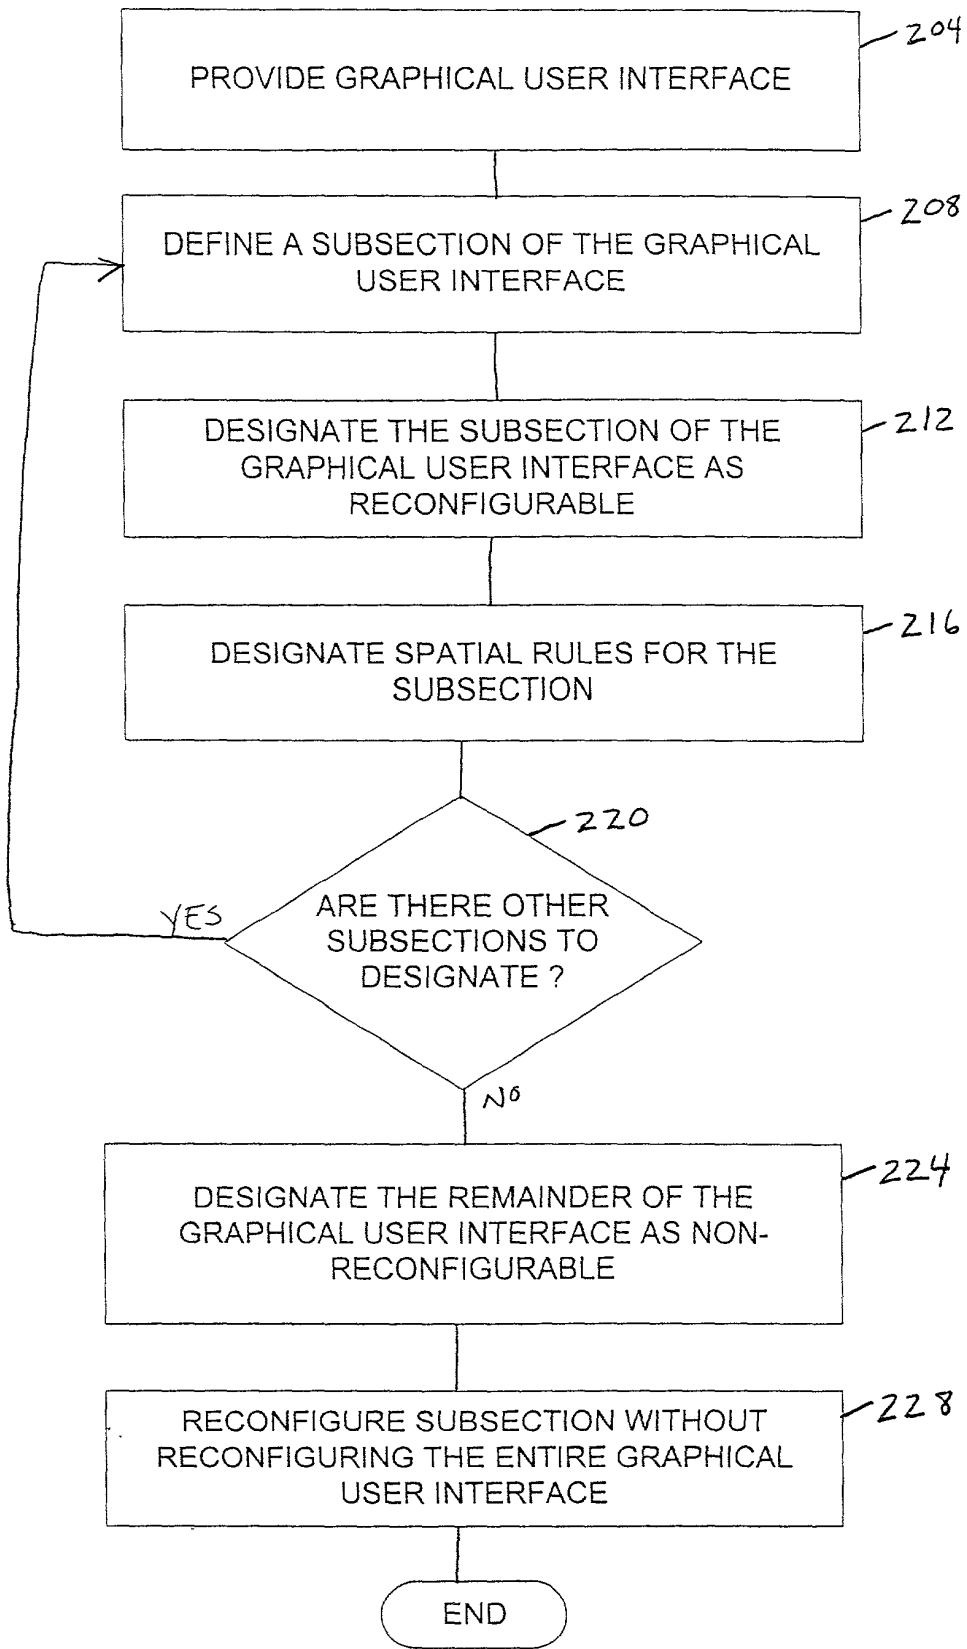 204
PROVIDE GRAPHICAL USER INTERFACE
208
DEFINE A SUBSECTION OF THE GRAPHICAL
USER INTERFACE
212
DESIGNATE THE SUBSECTION OF THE
GRAPHICAL USER INTERFACE AS
RECONFIGURABLE
216
DESIGNATE SPATIAL RULES FOR THE
SUBSECTION
220
ARE THERE OTHER
SUBSECTIONS TO
DESIGNATE ?
YES
NO
224
DESIGNATE THE REMAINDER OF THE
GRAPHICAL USER INTERFACE AS NON-
RECONFIGURABLE
228
RECONFIGURE SUBSECTION WITHOUT
RECONFIGURING THE ENTIRE GRAPHICAL
USER INTERFACE
END